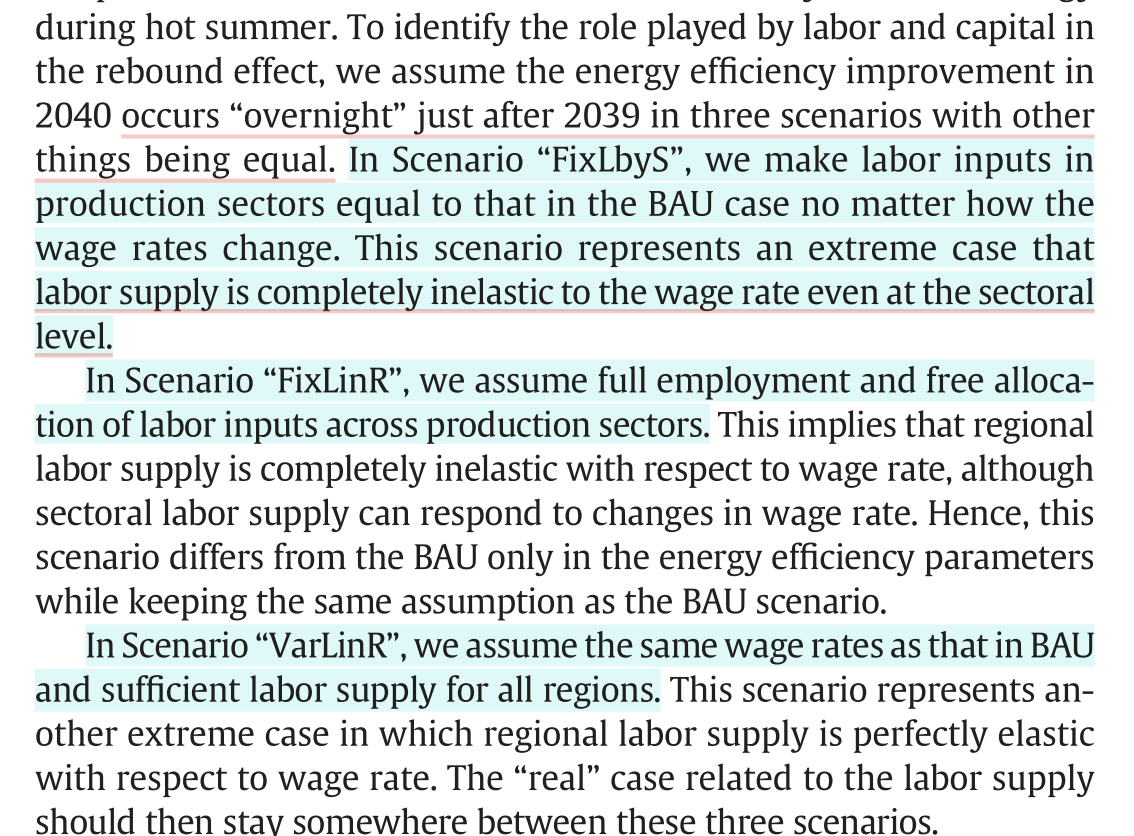 during hot summer. To identify the role played by labor and capital in
the rebound effect, we assume the energy efficiency improvement in
2040 occurs “overnight” just after 2039 in three scenarios with other
things being equal. In Scenario “FixLbyS”, we make labor inputs in
production sectors equal to that in the BAU case no matter how the
wage rates change. This scenario represents an extreme case that
labor supply is completely inelastic to the wage rate even at the sectoral
level.
In Scenario “FixLinR”, we assume full employment and free alloca-
tion of labor inputs across production sectors. This implies that regional
labor supply is completely inelastic with respect to wage rate, although
sectoral labor supply can respond to changes in wage rate. Hence, this
scenario differs from the BAU only in the energy efficiency parameters
while keeping the same assumption as the BAU scenario.
In Scenario “VarLinR”, we assume the same wage rates as that in BAU
and sufficient labor supply for all regions. This scenario represents an-
other extreme case in which regional labor supply is perfectly elastic
with respect to wage rate. The “real” case related to the labor supply
should then stay somewhere between these three scenarios.